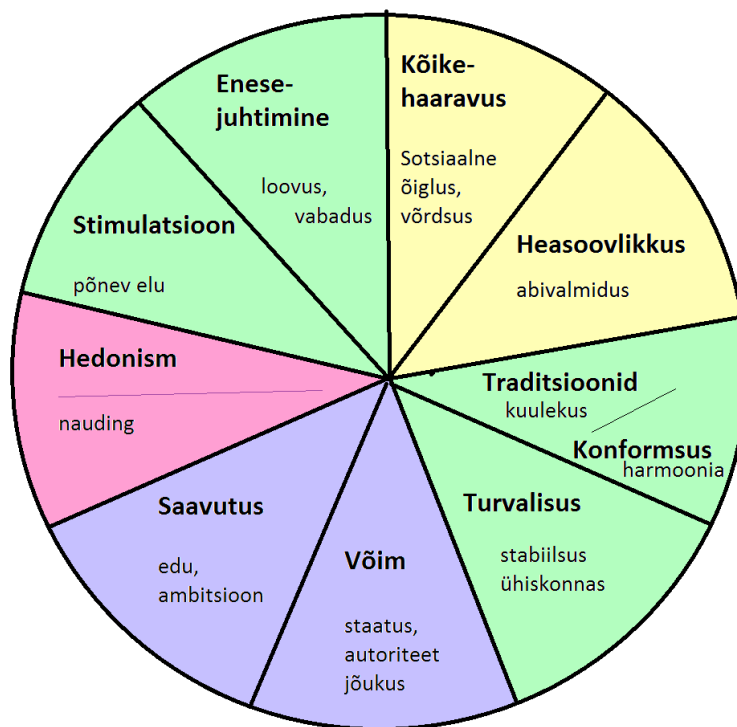 Enese-
juhtimine
loovus,
vabadus
Kõike-
haaravus
Sotsiaalne
õiglus,
võrdsus
Heasoovlikkus
abivalmidus
Traditsioonid
kuulekus
Konformsus
harmoonia
Turvalisus
stabiilsus
ühiskonnas
Võim
staatus,
autoriteet
jõukus
Saavutus
edu,
ambitsioon
Hedonism
nauding
Stimulatsioon
põnev elu